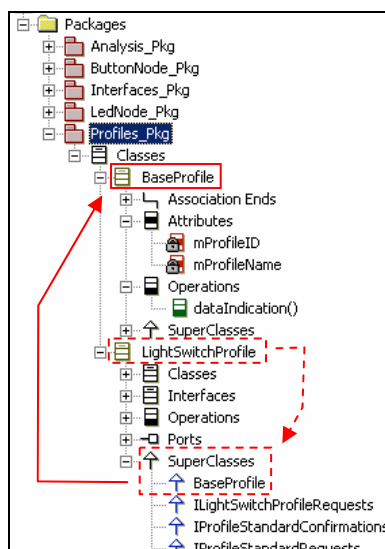 Packages
Analysis_Pkg
ButtonNode_Pkg
Interfaces_Pkg
LedNode_Pkg
Profiles_Pkg
Classes
BaseProfile
Association Ends
Attributes
mProfileID
mProfileName
Operations
dataIndication()
SuperClasses
LightSwitchProfile
Classes
Interfaces
Operations
Ports
SuperClasses
BaseProfile
ILightSwitchProfileRequests
IProfileStandardConfirmations
IProfileStandardRequests